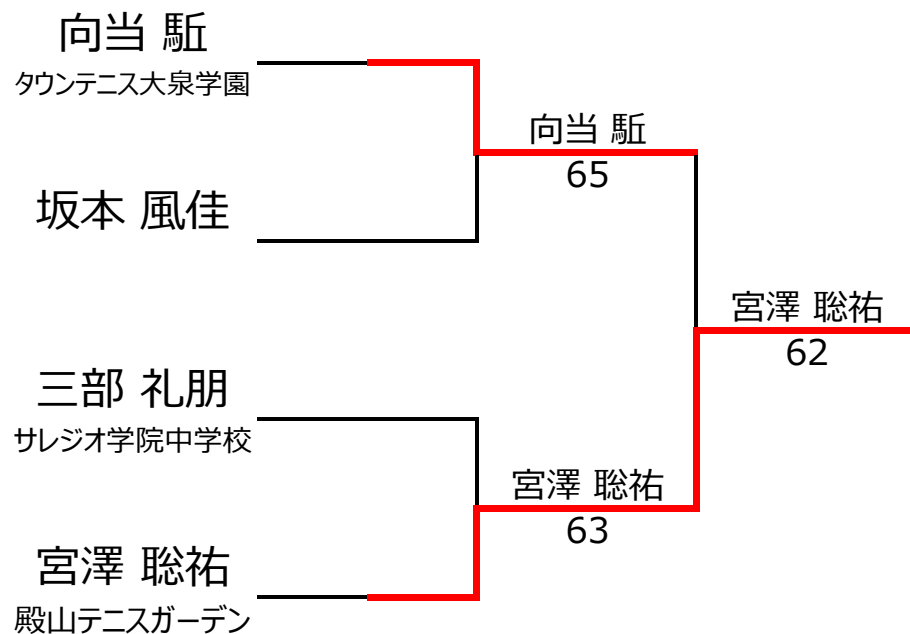 向当 駈
タウンテニス大泉学園
向当 駈
65
坂本 風佳
宮澤 聡祐
62
三部 礼朋
サレジオ学院中学校
宮澤 聡祐
63
宮澤 聡祐
殿山テニスガーデン